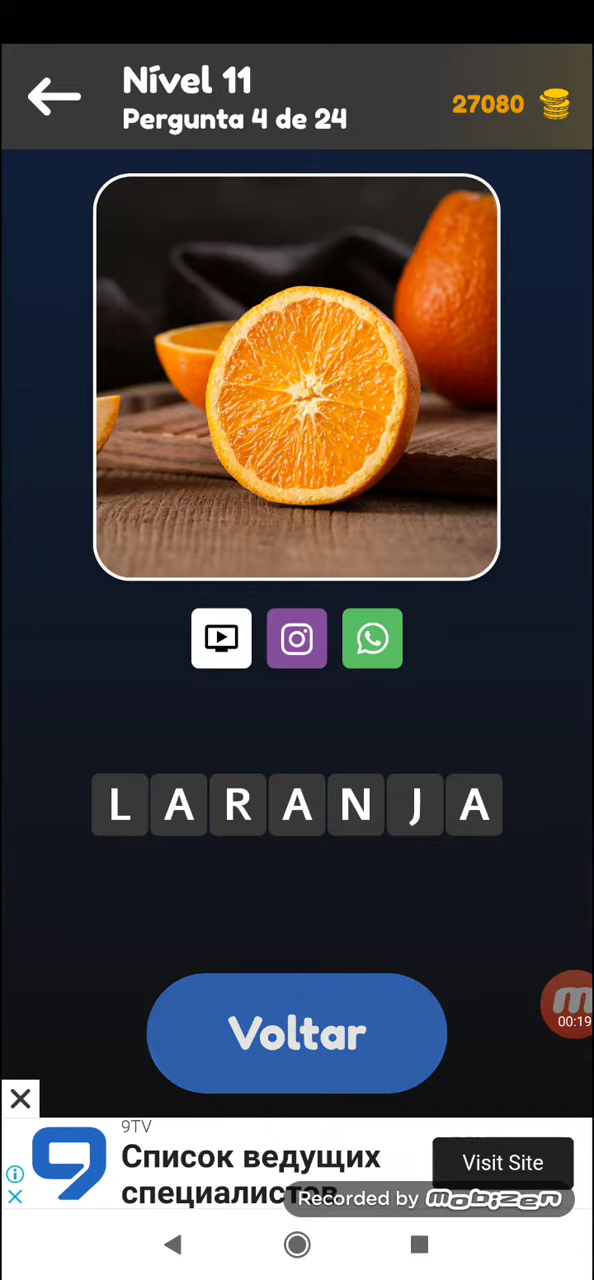 Nível 11
Pergunta 4 de 24
27080
L A R A N J A
Voltar
00:19
9TV
Список ведущих
специалистов
Visit Site
Recorded by mobizen